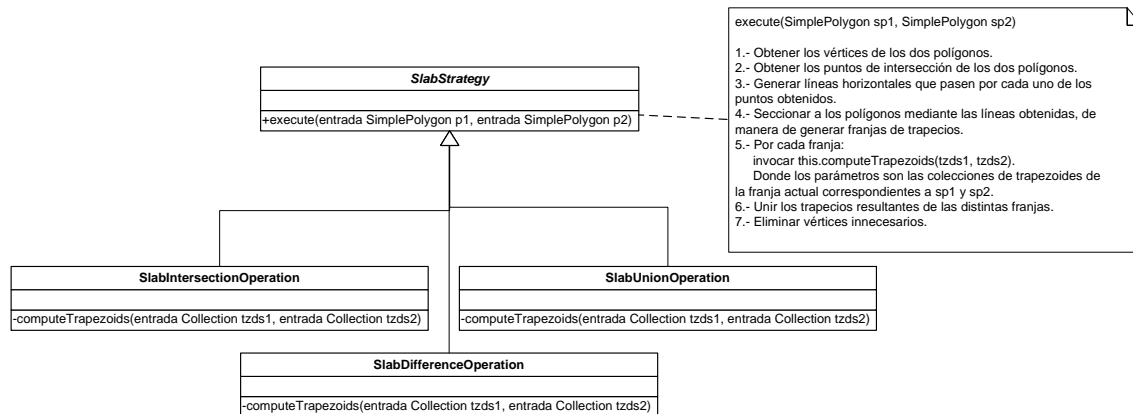 SlabStrategy
+execute(entrada SimplePolygon p1, entrada SimplePolygon p2)
execute(SimplePolygon sp1, SimplePolygon sp2)
1.- Obtener los vértices de los dos polígonos.
2.- Obtener los puntos de intersección de los dos polígonos.
3.- Generar líneas horizontales que pasen por cada uno de los
puntos obtenidos.
4.- Seccionar a los polígonos mediante las líneas obtenidas, de
manera de generar franjas de trapecios.
5.- Por cada franja:
invocar this.computeTrapezoids(tzds1, tzds2).
Donde los parámetros son las colecciones de trapezoides de
la franja actual correspondientes a sp1 y sp2.
6.- Unir los trapecios resultantes de las distintas franjas.
7.- Eliminar vértices innecesarios.
SlabIntersectionOperation
-computeTrapezoids(entrada Collection tzds1, entrada Collection tzds2)
SlabUnionOperation
-computeTrapezoids(entrada Collection tzds1, entrada Collection tzds2)
SlabDifferenceOperation
-computeTrapezoids(entrada Collection tzds1, entrada Collection tzds2)